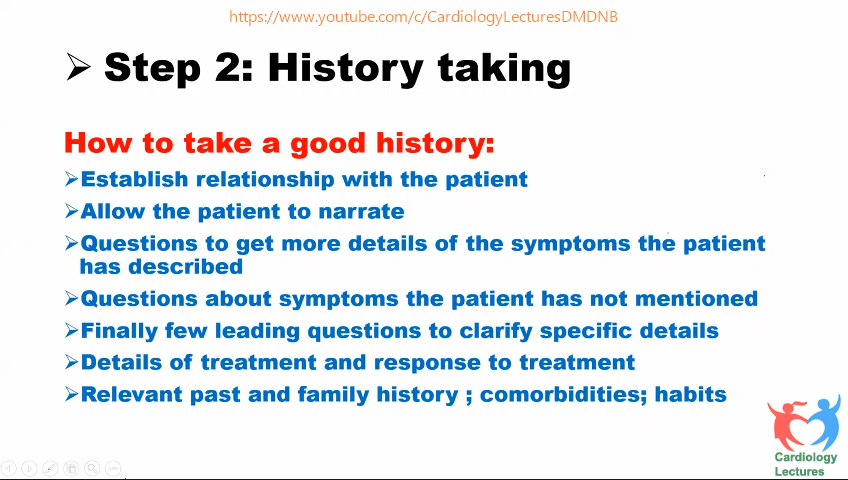 https://www.youtube.com/c/CardiologyLecturesDMDNB
➢ Step 2: History taking
How to take a good history:
➢Establish relationship with the patient
➢Allow the patient to narrate
➢Questions to get more details of the symptoms the patient
has described
➢Questions about symptoms the patient has not mentioned
➢Finally few leading questions to clarify specific details
➢Details of treatment and response to treatment
➢Relevant past and family history ; comorbidities; habits
Cardiology
Lectures